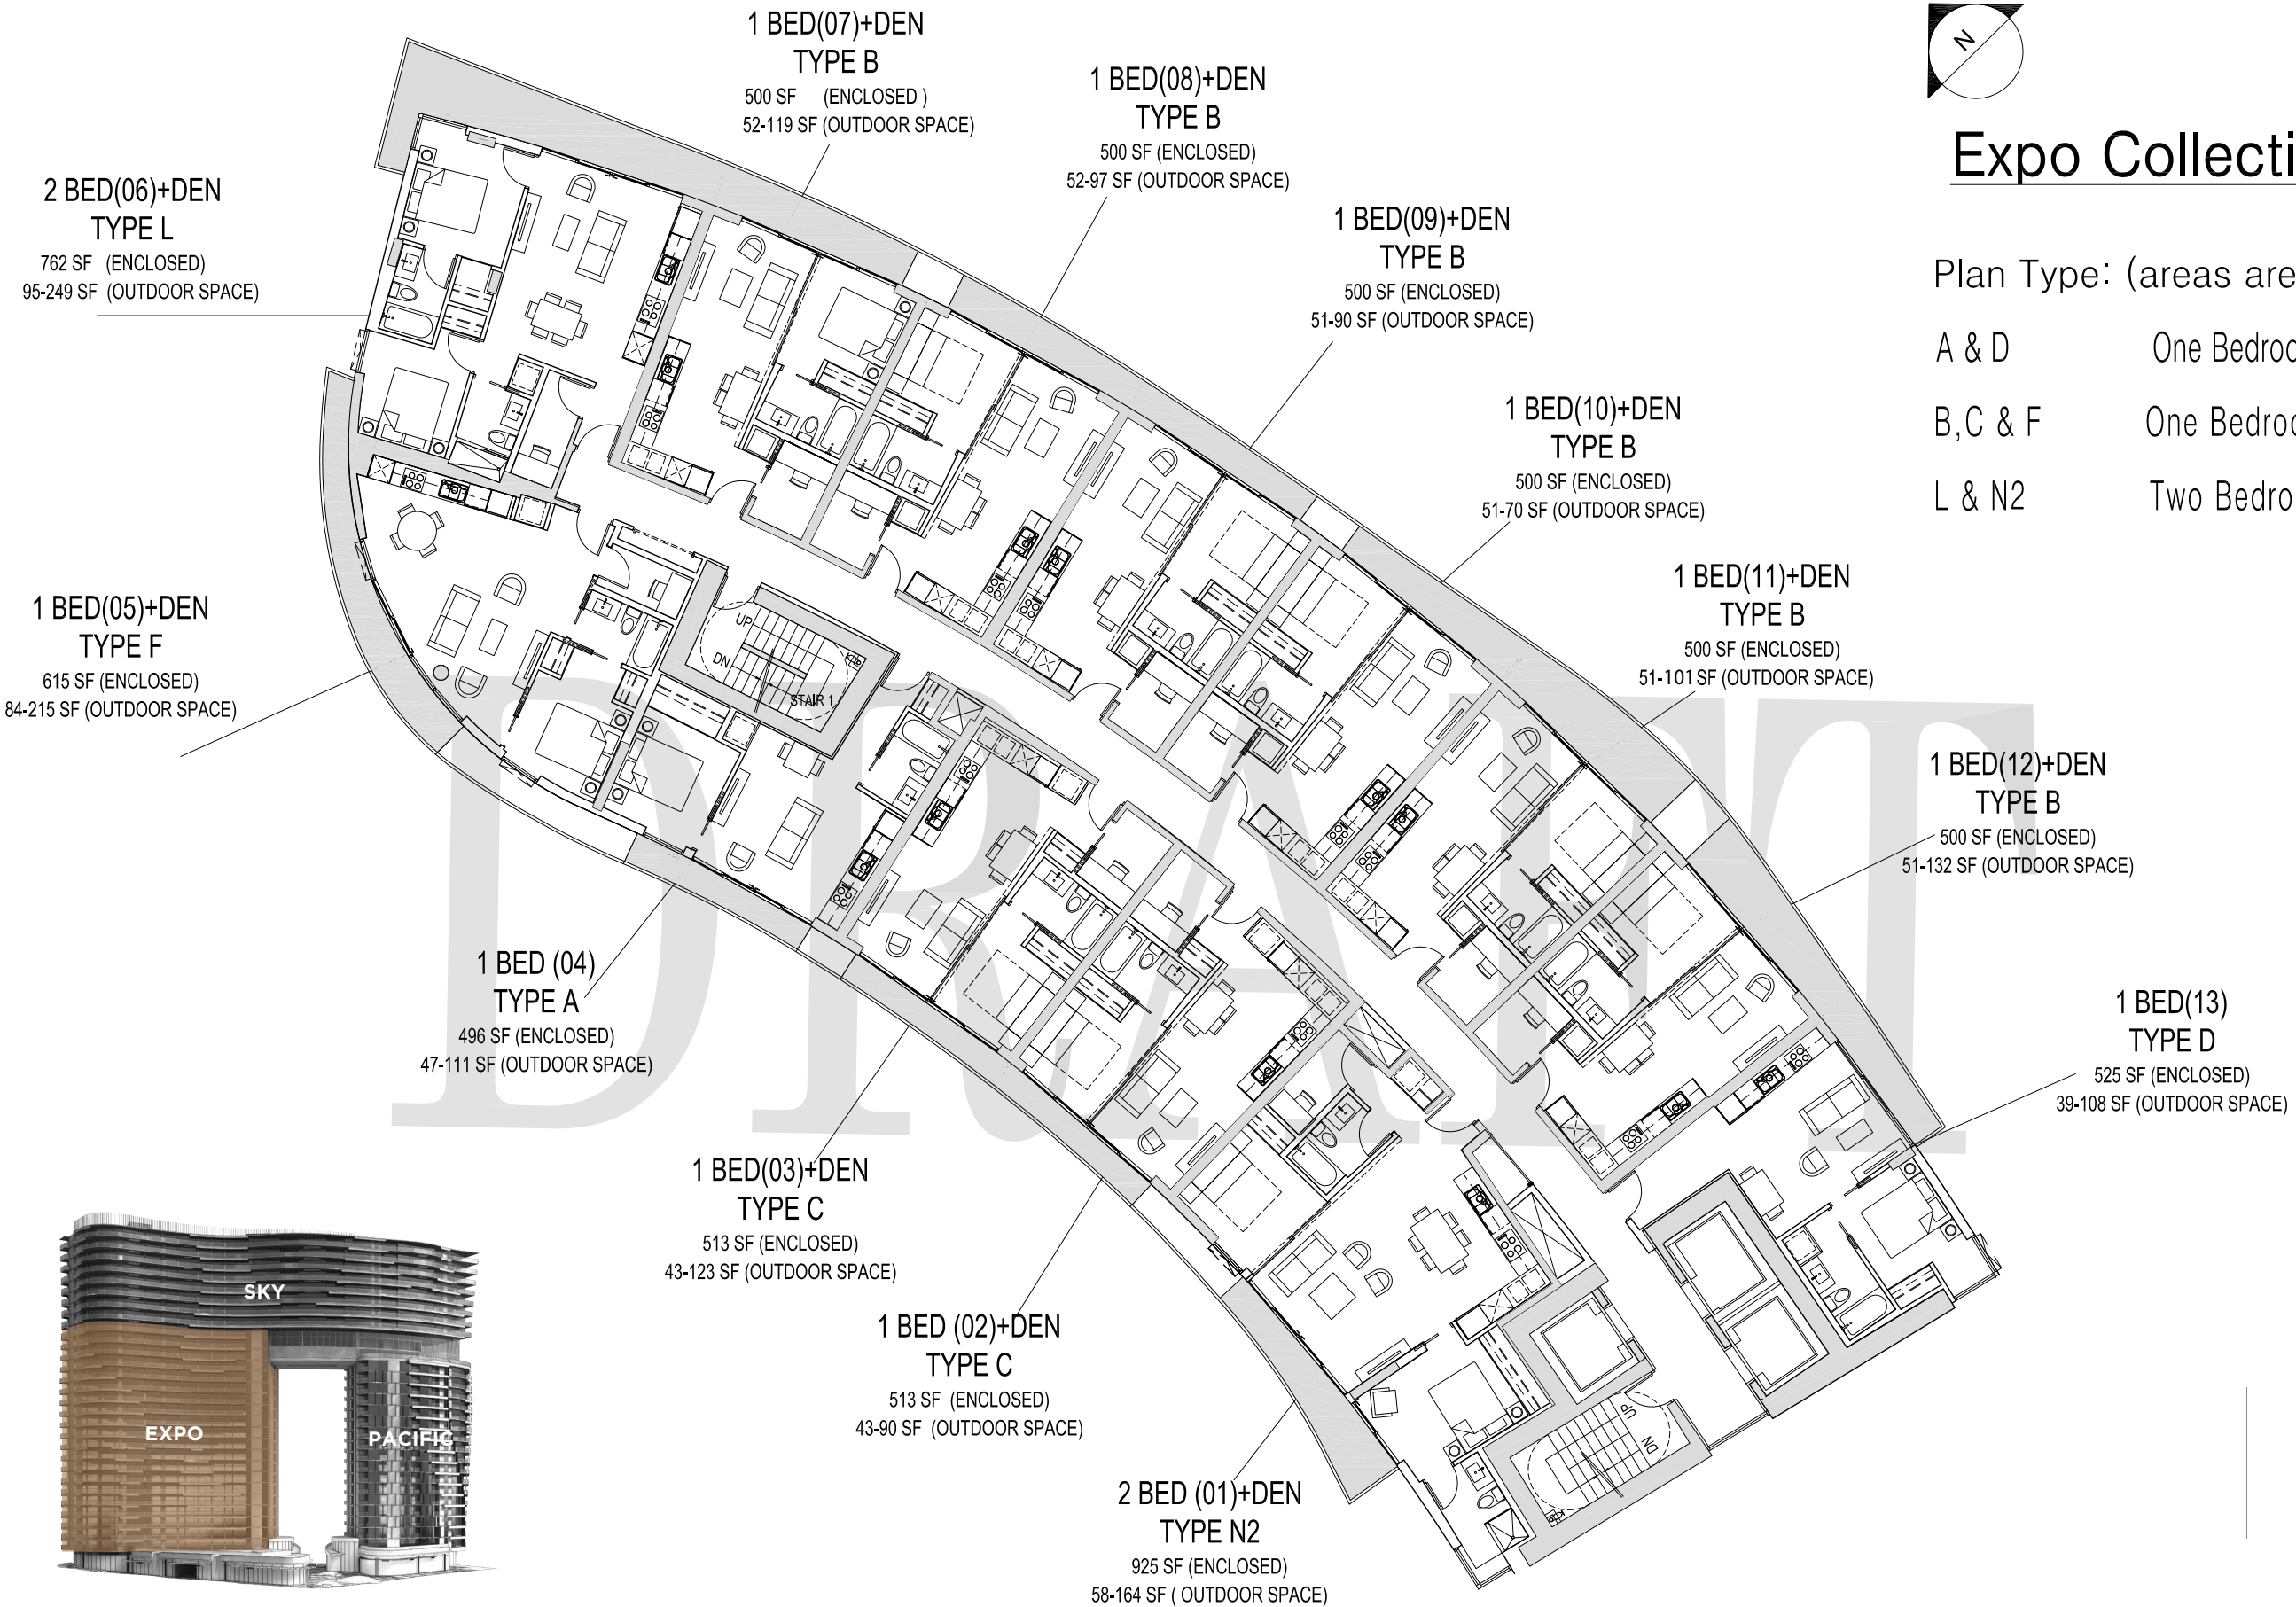 1 BED(07)+DEN
TYPE B
500 SF (ENCLOSED )
52-119 SF (OUTDOOR SPACE)
1 BED(08)+DEN
TYPE B
500 SF (ENCLOSED)
52-97 SF (OUTDOOR SPACE)
N
Expo Collecti
2 BED(06)+DEN
TYPE L
762 SF (ENCLOSED)
95-249 SF (OUTDOOR SPACE)
1 BED(09)+DEN
TYPE B
500 SF (ENCLOSED)
51-90 SF (OUTDOOR SPACE)
Plan Type: (areas are
A & D One Bedroo
B,C & F One Bedroo
L & N2 Two Bedro
1 BED(10)+DEN
TYPE B
500 SF (ENCLOSED)
51-70 SF (OUTDOOR SPACE)
1 BED(11)+DEN
TYPE B
500 SF (ENCLOSED)
51-101 SF (OUTDOOR SPACE)
1 BED(05)+DEN
TYPE F
615 SF (ENCLOSED)
84-215 SF (OUTDOOR SPACE)
UP
DN
STAIR 1
DRAFT
1 BED(12)+DEN
TYPE B
500 SF (ENCLOSED)
51-132 SF (OUTDOOR SPACE)
1 BED (04)
TYPE A
496 SF (ENCLOSED)
47-111 SF (OUTDOOR SPACE)
1 BED(13)
TYPE D
525 SF (ENCLOSED)
39-108 SF (OUTDOOR SPACE)
1 BED(03)+DEN
TYPE C
513 SF (ENCLOSED)
43-123 SF (OUTDOOR SPACE)
1 BED (02)+DEN
TYPE C
513 SF (ENCLOSED)
43-90 SF (OUTDOOR SPACE)
UP
DN
2 BED (01)+DEN
TYPE N2
925 SF (ENCLOSED)
58-164 SF ( OUTDOOR SPACE)
SKY
EXPO
PACIFIC